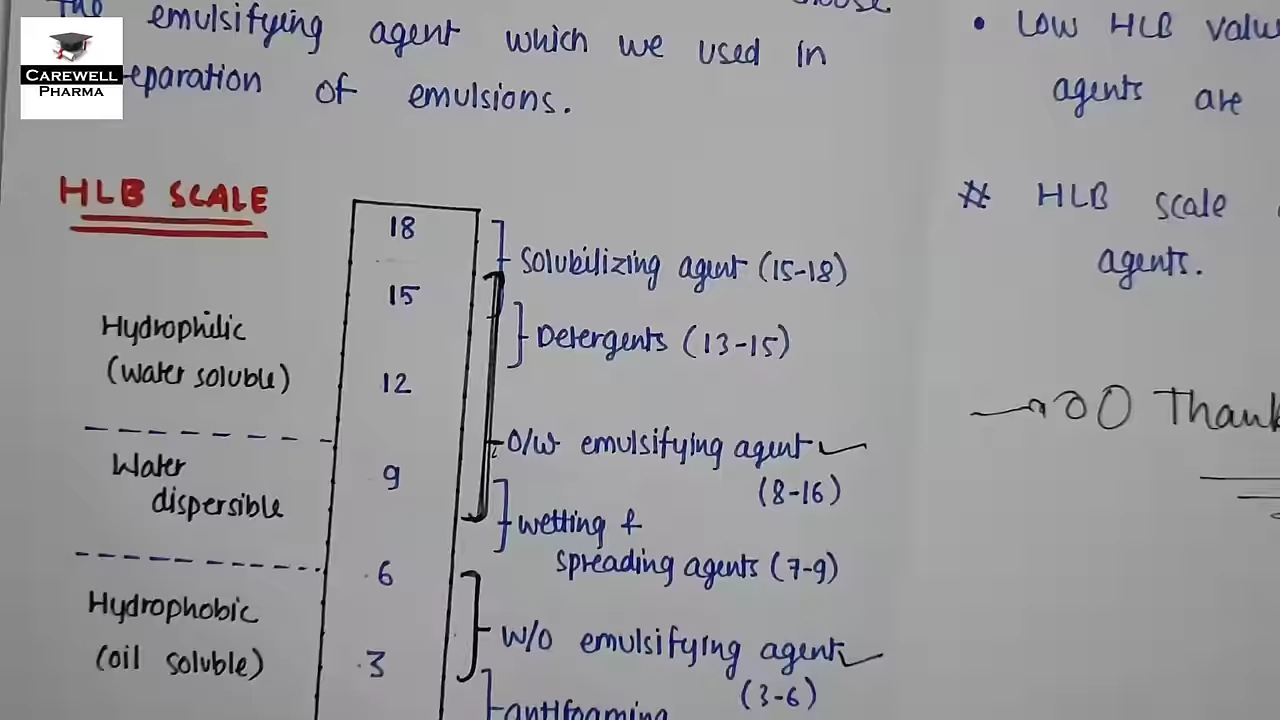 The emulsifying agent which we used in
eparation of emulsions.
CAREWELL
PHARMA
HLB SCALE
18
15
12
9
6
3
Hydrophilic
(water soluble)
Water
dispersible
Hydrophobic
(oil soluble)
Solubilizing agent (15-18)
Detergents (13-15)
O/W emulsifying agent
(8-16)
wetting &
spreading agents (7-9)
W/O emulsifying agent
(3-6)
antifoaming
• Low HLB valu
agents are
# HLB scale
agents.
Thank